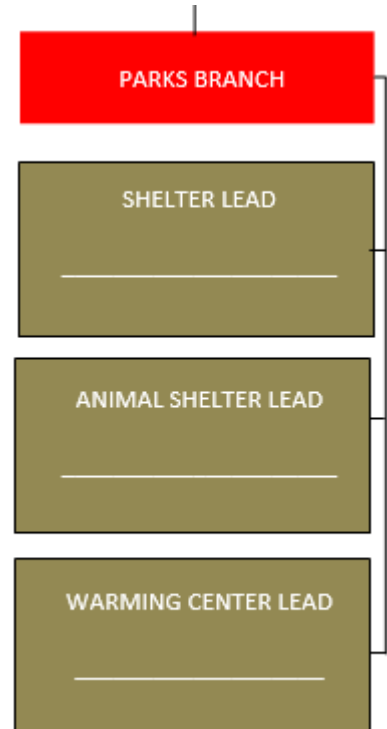 PARKS BRANCH
SHELTER LEAD
ANIMAL SHELTER LEAD
WARMING CENTER LEAD